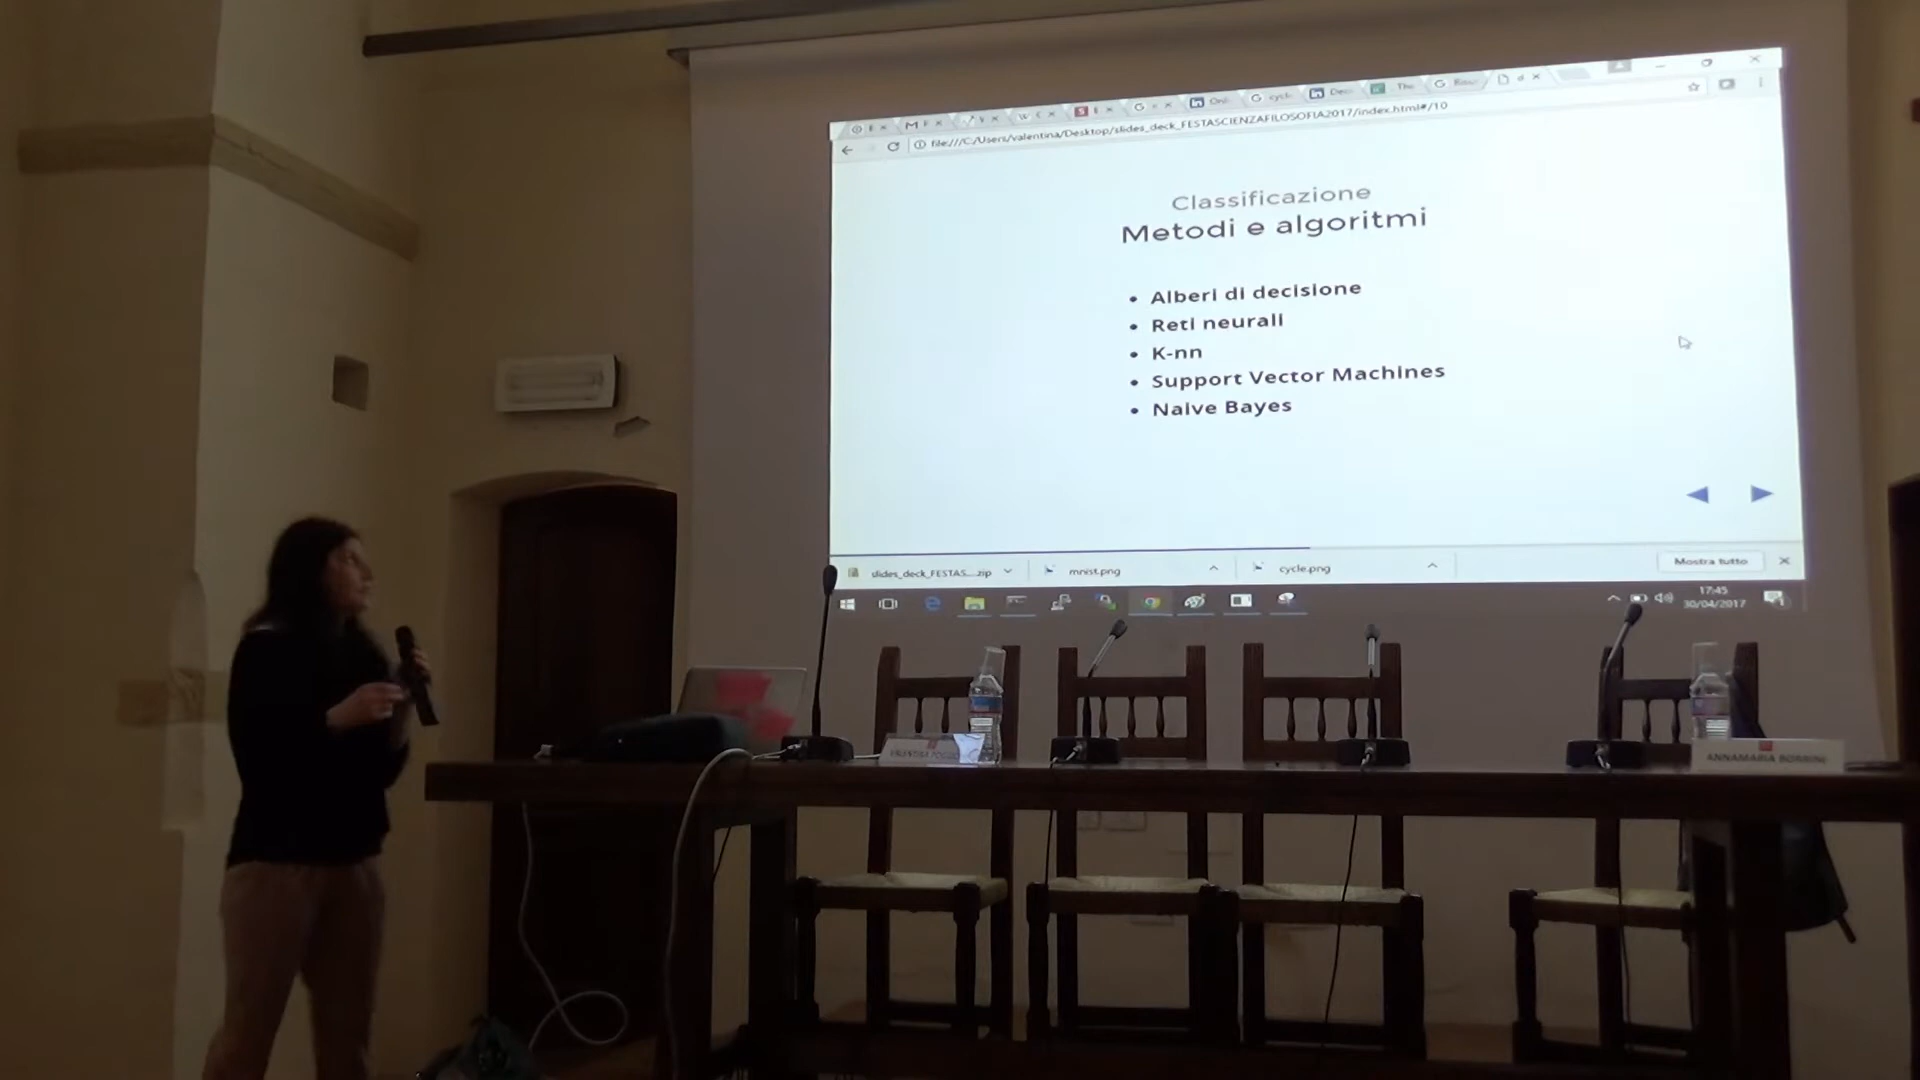 file:///C:/Users/valentina/Desktop/slides_deck_FESTASCIENZAFILOSOFIA2017/index.html#/10
Classificazione
Metodi e algoritmi
• Alberi di decisione
• Reti neurali
• K-nn
• Support Vector Machines
• Naive Bayes
slides_deck_FESTAS....zip
mnist.png
cycle.png
Mostra tutto
17:45
30/04/2017
VALENTINA
ANNAMARIA